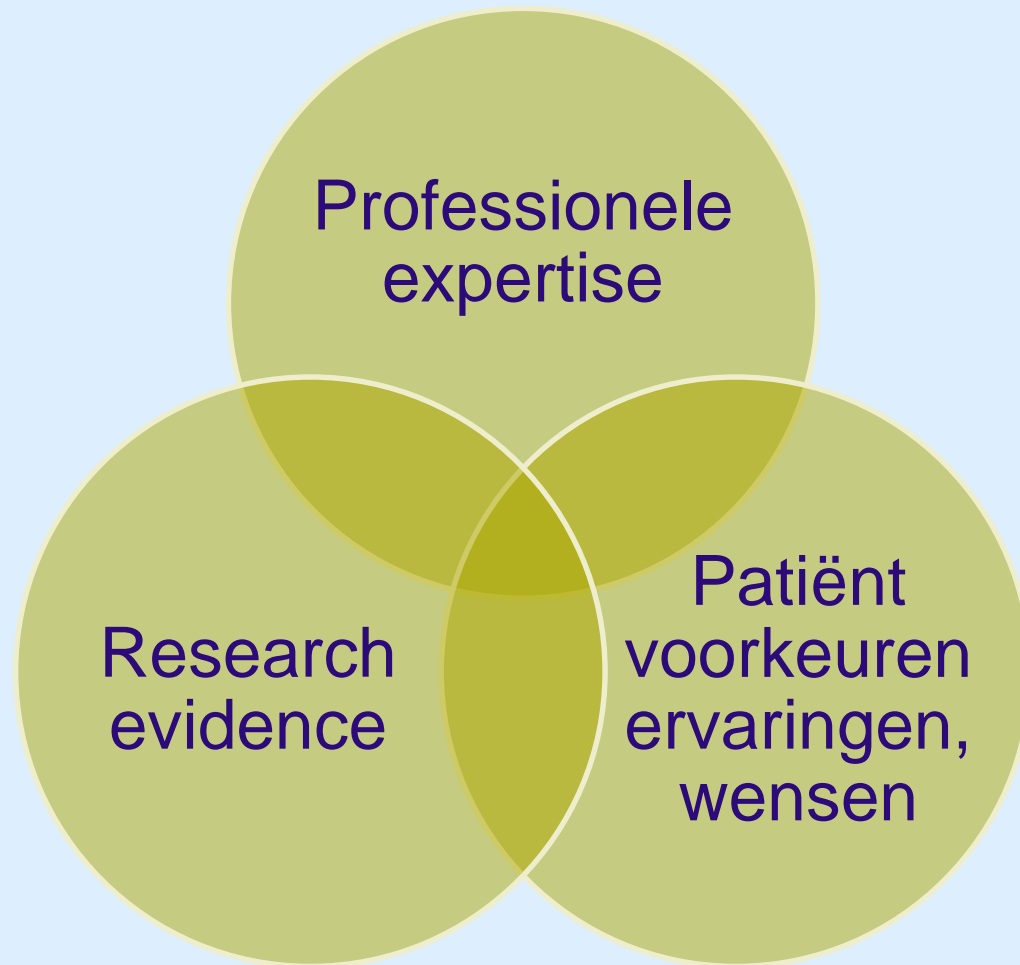 Professionele
expertise
Research
evidence
Patiënt
voorkeuren
ervaringen,
wensen